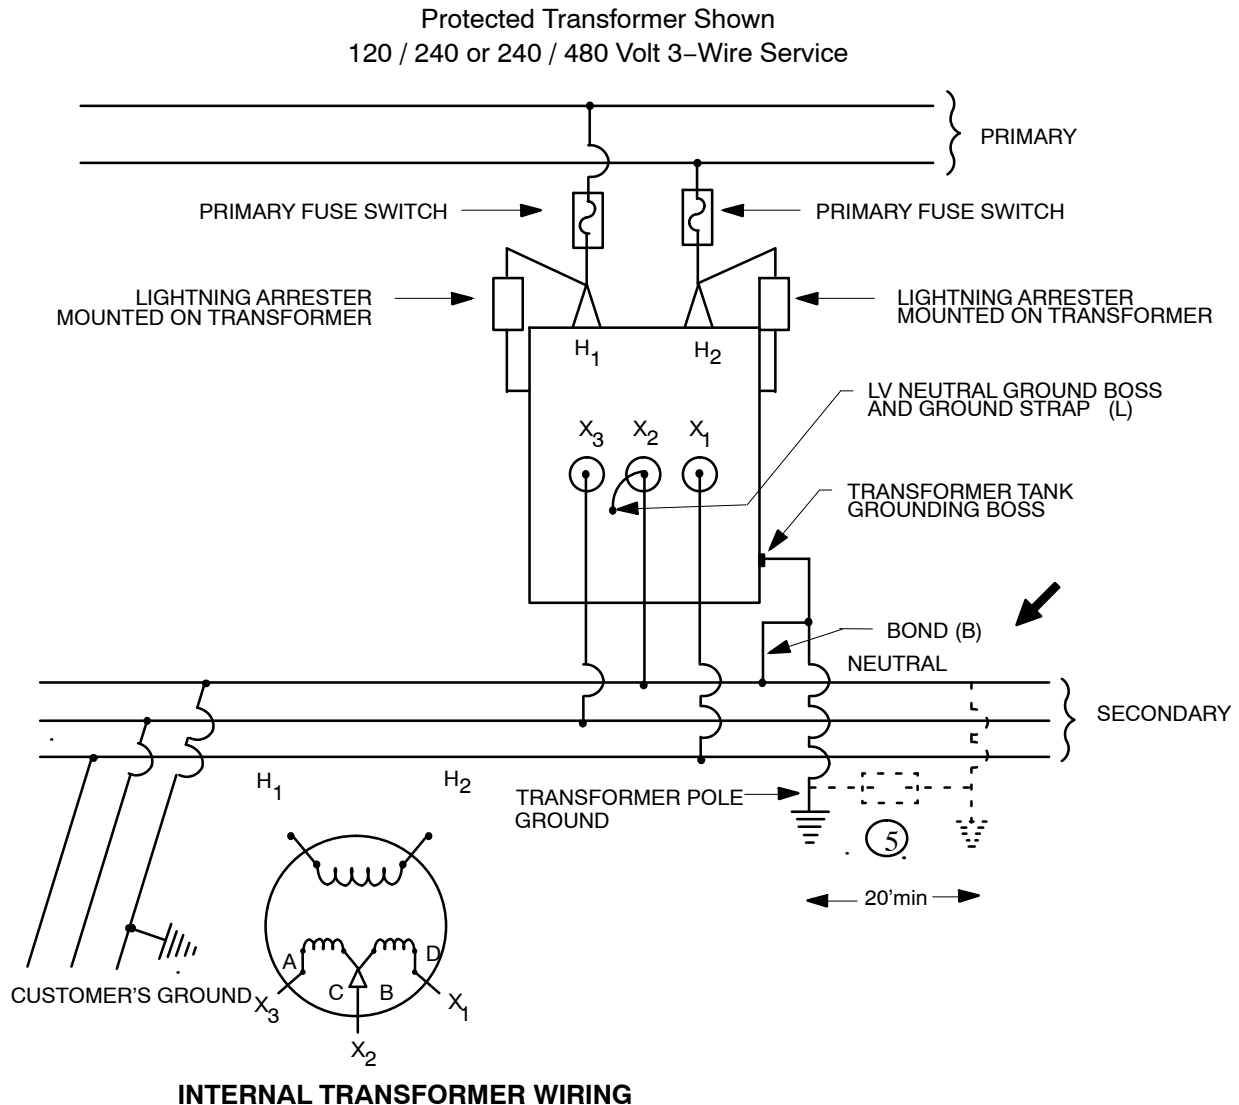 Protected Transformer Shown
120 / 240 or 240 / 480 Volt 3–Wire Service
PRIMARY
PRIMARY FUSE SWITCH
PRIMARY FUSE SWITCH
LIGHTNING ARRESTER
MOUNTED ON TRANSFORMER
LIGHTNING ARRESTER
MOUNTED ON TRANSFORMER
H1
H2
LV NEUTRAL GROUND BOSS
AND GROUND STRAP (L)
X3
X2
X1
TRANSFORMER TANK
GROUNDING BOSS
BOND (B)
NEUTRAL
SECONDARY
H1
H2
TRANSFORMER POLE
GROUND
5
20'min
A
D
C
B
CUSTOMER'S GROUND
X3
X1
X2
INTERNAL TRANSFORMER WIRING